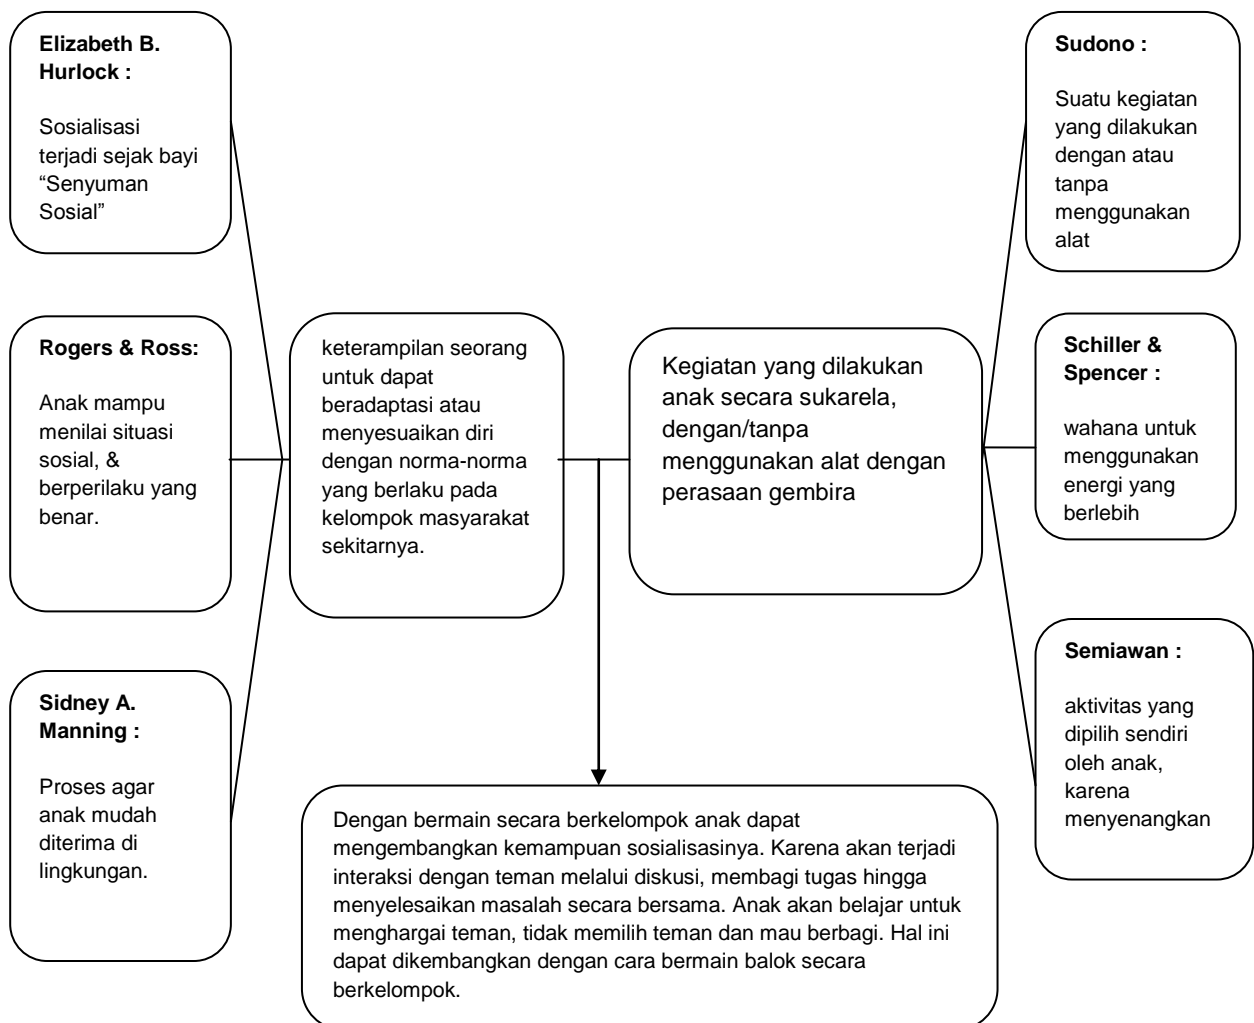 Elizabeth B.
Hurlock :
Sosialisasi
terjadi sejak bayi
“Senyuman
Sosial”
Rogers & Ross:
Anak mampu
menilai situasi
sosial, &
berperilaku yang
benar.
Sidney A.
Manning :
Proses agar
anak mudah
diterima di
lingkungan.
keterampilan seorang
untuk dapat
beradaptasi atau
menyesuaikan diri
dengan norma-norma
yang berlaku pada
kelompok masyarakat
sekitarnya.
Kegiatan yang dilakukan
anak secara sukarela,
dengan/tanpa
menggunakan alat dengan
perasaan gembira
Sudono :
Suatu kegiatan
yang dilakukan
dengan atau
tanpa
menggunakan
alat
Schiller &
Spencer :
wahana untuk
menggunakan
energi yang
berlebih
Semiawan :
aktivitas yang
dipilih sendiri
oleh anak,
karena
menyenangkan
Dengan bermain secara berkelompok anak dapat
mengembangkan kemampuan sosialisasinya. Karena akan terjadi
interaksi dengan teman melalui diskusi, membagi tugas hingga
menyelesaikan masalah secara bersama. Anak akan belajar untuk
menghargai teman, tidak memilih teman dan mau berbagi. Hal ini
dapat dikembangkan dengan cara bermain balok secara
berkelompok.